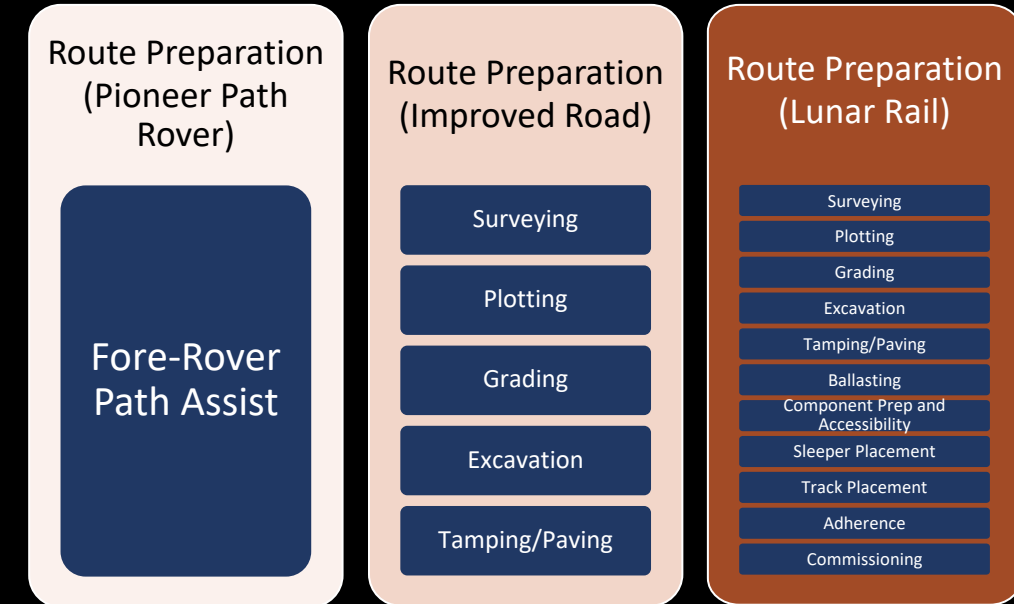 Route Preparation
(Pioneer Path
Rover)
Fore-Rover
Path Assist
Route Preparation
(Improved Road)
Surveying
Plotting
Grading
Excavation
Tamping/Paving
Route Preparation
(Lunar Rail)
Surveying
Plotting
Grading
Excavation
Tamping/Paving
Ballasting
Component Prep and
Accessibility
Sleeper Placement
Track Placement
Adherence
Commissioning